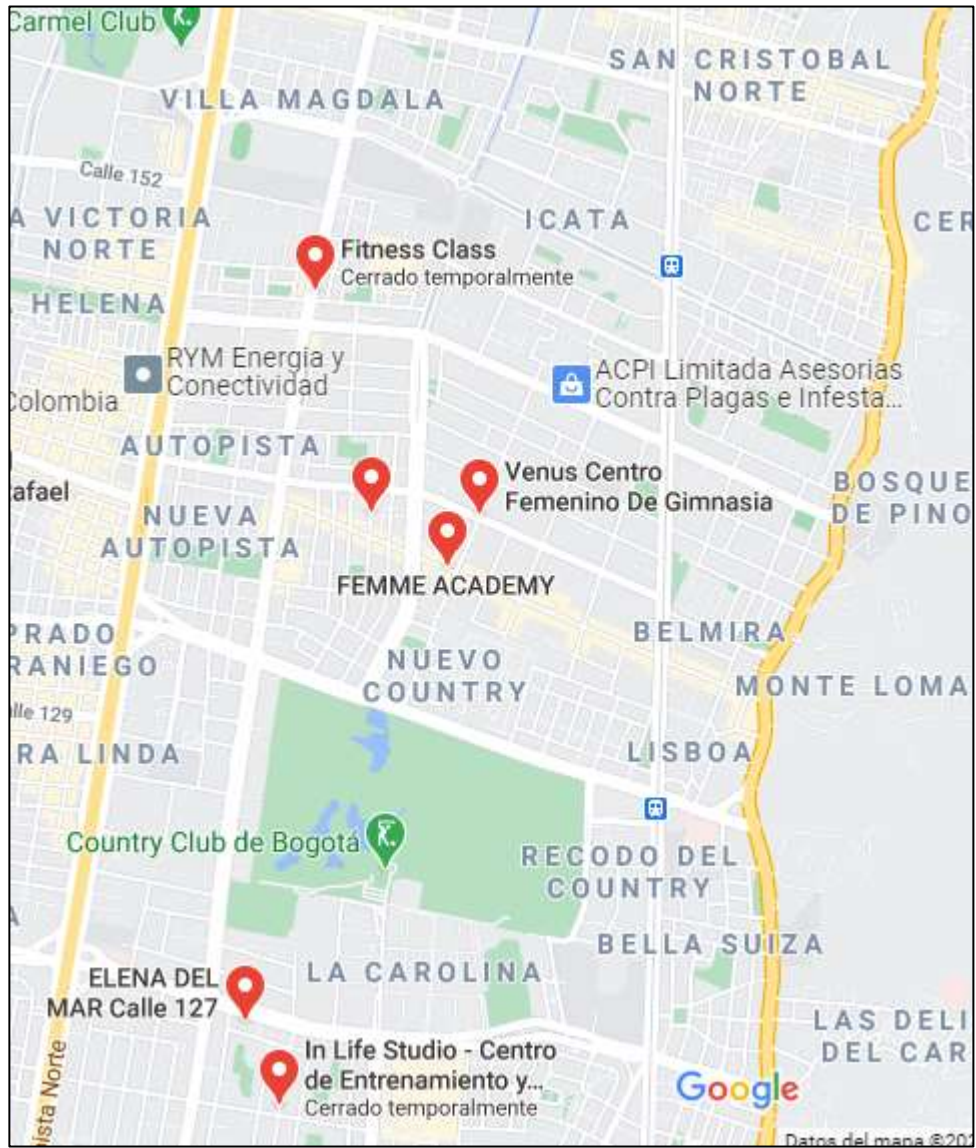 Carmel Club
SAN CRISTOBAL
NORTE
VILLA MAGDALA
Calle 152
A VICTORIA
NORTE
ICATA
CER
Fitness Class
Cerrado temporalmente
HELENA
RYM Energia y
Conectividad
Colombia
ACPI Limitada Asesorias
Contra Plagas e Infesta...
AUTOPISTA
afael
Venus Centro
Femenino De Gimnasia
BOSQUE
DE PINO
NUEVA
AUTOPISTA
FEMME ACADEMY
PRADO
RANIEGO
BELMIRA
NUEVO
COUNTRY
MONTE LOMA
lle 129
RA LINDA
LISBOA
Country Club de Bogotá
RECODO DEL
COUNTRY
BELLA SUIZA
LA CAROLINA
ELENA DEL
MAR Calle 127
LAS DELI
DEL CAR
In Life Studio - Centro
de Entrenamiento y...
Cerrado temporalmente
Google
pista Norte
Datos del mapa ©202